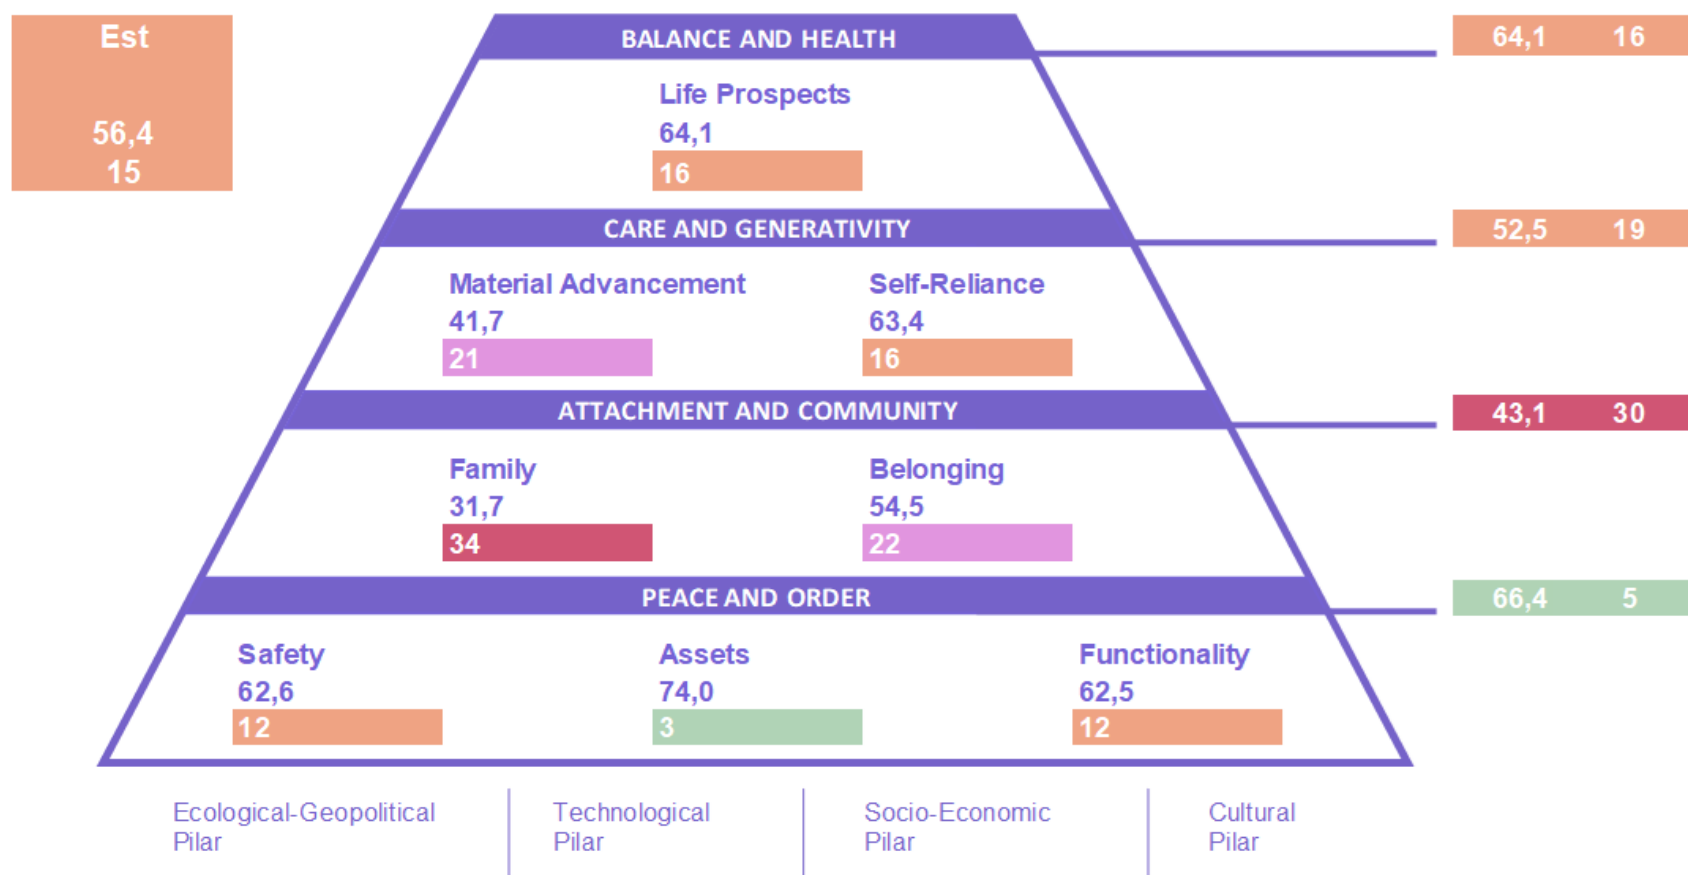 Est
56,4
15
BALANCE AND HEALTH
64,1 16
Life Prospects
64,1
16
CARE AND GENERATIVITY
52,5 19
Material Advancement
41,7
21
Self-Reliance
63,4
16
ATTACHMENT AND COMMUNITY
43,1 30
Family
31,7
34
Belonging
54,5
22
PEACE AND ORDER
66,4 5
Safety
62,6
12
Assets
74,0
3
Functionality
62,5
12
Ecological-Geopolitical
Pilar
Technological
Pilar
Socio-Economic
Pilar
Cultural
Pilar